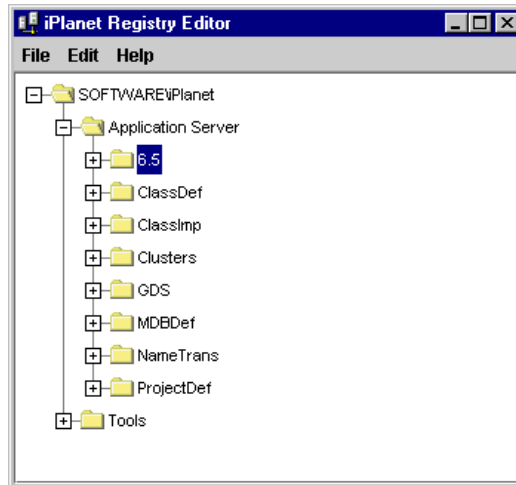 iPlanet Registry Editor
File Edit Help
SOFTWARE\iPlanet
Application Server
6.5
ClassDef
ClassImp
Clusters
GDS
MDBDef
NameTrans
ProjectDef
Tools